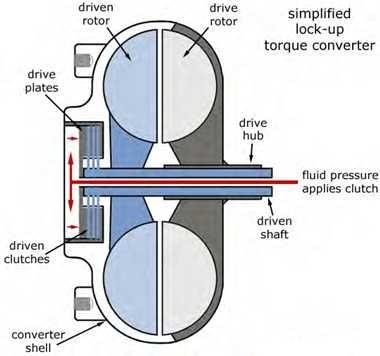 driven
rotor
drive
rotor
simplified
lock-up
torque converter
drive
plates
drive
hub
fluid pressure
applies clutch
driven
shaft
driven
clutches
converter
shell